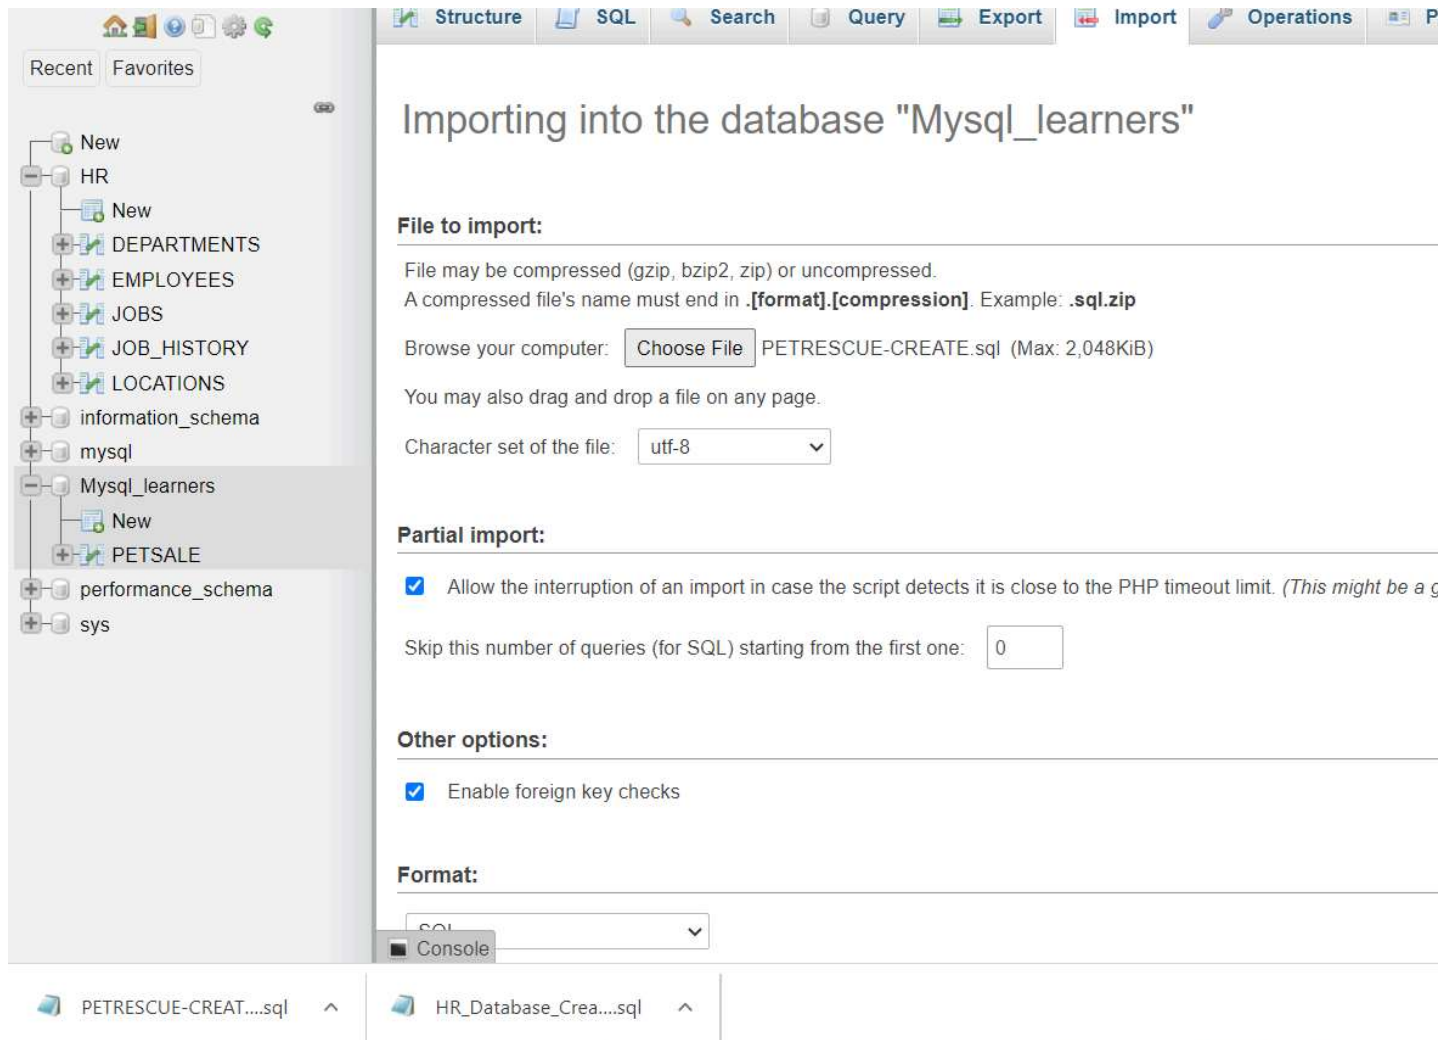 Structure SQL Search Query Export Import Operations P
Recent Favorites
Importing into the database "Mysql_learners"
New
HR
New
DEPARTMENTS
EMPLOYEES
JOBS
JOB_HISTORY
LOCATIONS
information_schema
mysql
Mysql_learners
New
PETSALE
performance_schema
sys
File to import:
File may be compressed (gzip, bzip2, zip) or uncompressed.
A compressed file's name must end in .[format].[compression]. Example: .sql.zip
Browse your computer: Choose File PETRESCUE-CREATE.sql (Max: 2,048KiB)
You may also drag and drop a file on any page.
Character set of the file: utf-8
Partial import:
Allow the interruption of an import in case the script detects it is close to the PHP timeout limit. (This might be a g
Skip this number of queries (for SQL) starting from the first one: 0
Other options:
Enable foreign key checks
Format:
SQL
Console
PETRESCUE-CREAT....sql HR_Database_Crea....sql